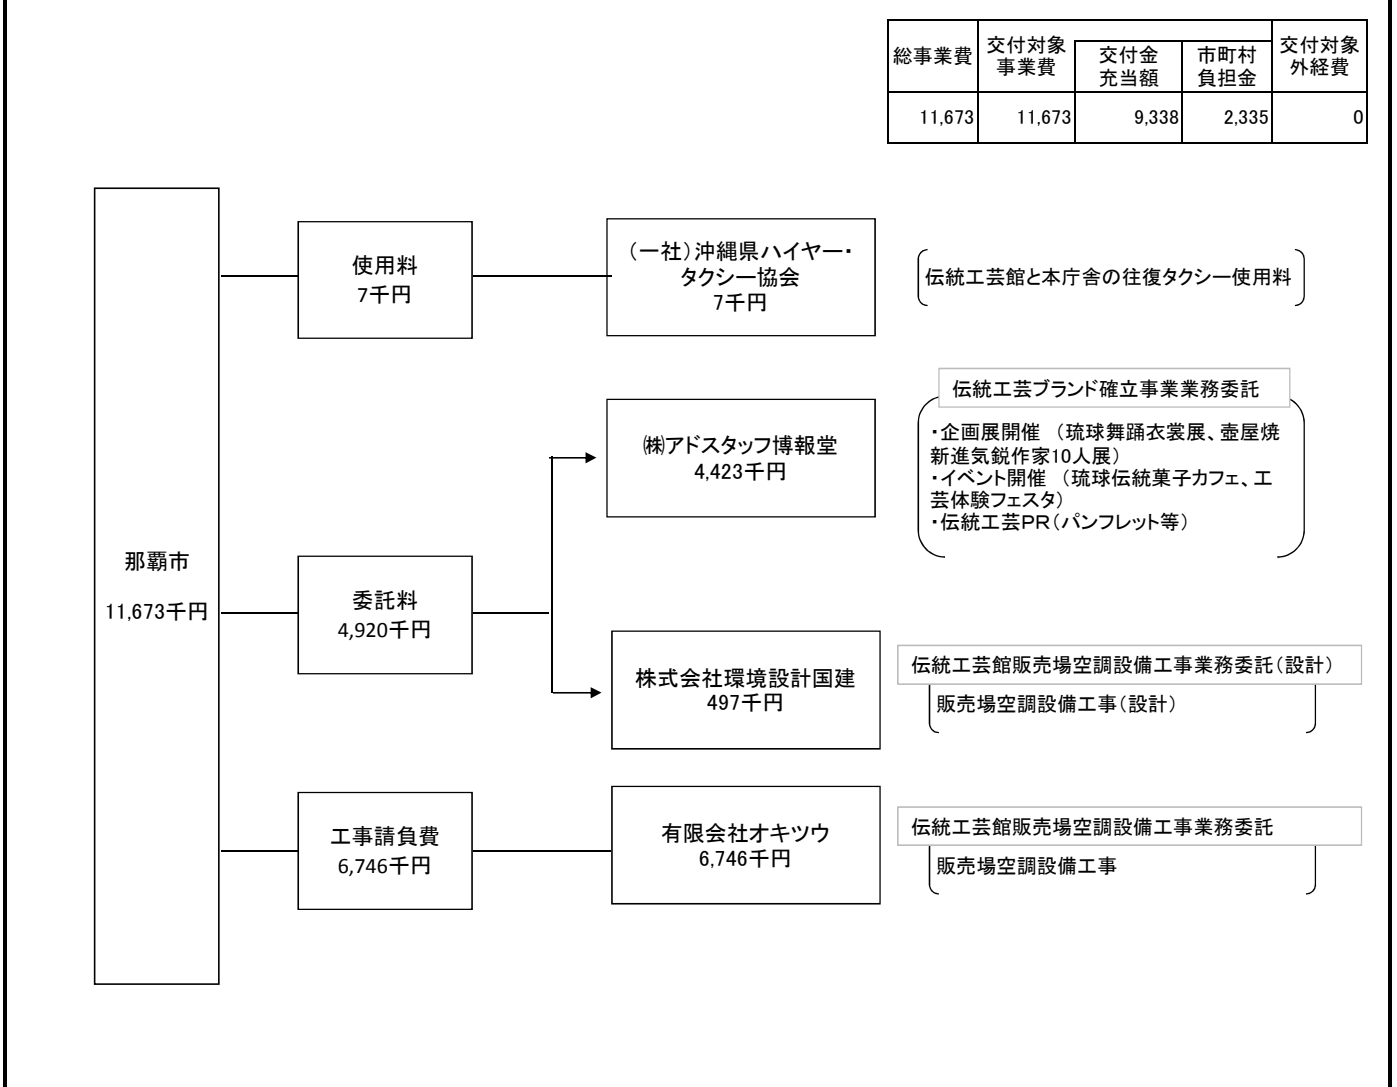 総事業費
交付対象
事業費
交付金
充当額
市町村
負担金
交付対象
外経費
11,673
11,673
9,338
2,335
0
那覇市
11,673千円
使用料
7千円
（一社）沖縄県ハイヤー・
タクシー協会
7千円
伝統工芸館と本庁舎の往復タクシー使用料
委託料
4,920千円
㈱アドスタッフ博報堂
4,423千円
伝統工芸ブランド確立事業業務委託
・企画展開催　（琉球舞踊衣裳展、壺屋焼
新進気鋭作家10人展）
・イベント開催　（琉球伝統菓子カフェ、工
芸体験フェスタ）
・伝統工芸PR（パンフレット等）
株式会社環境設計国建
497千円
伝統工芸館販売場空調設備工事業務委託（設計）
販売場空調設備工事（設計）
工事請負費
6,746千円
有限会社オキツウ
6,746千円
伝統工芸館販売場空調設備工事業務委託
販売場空調設備工事